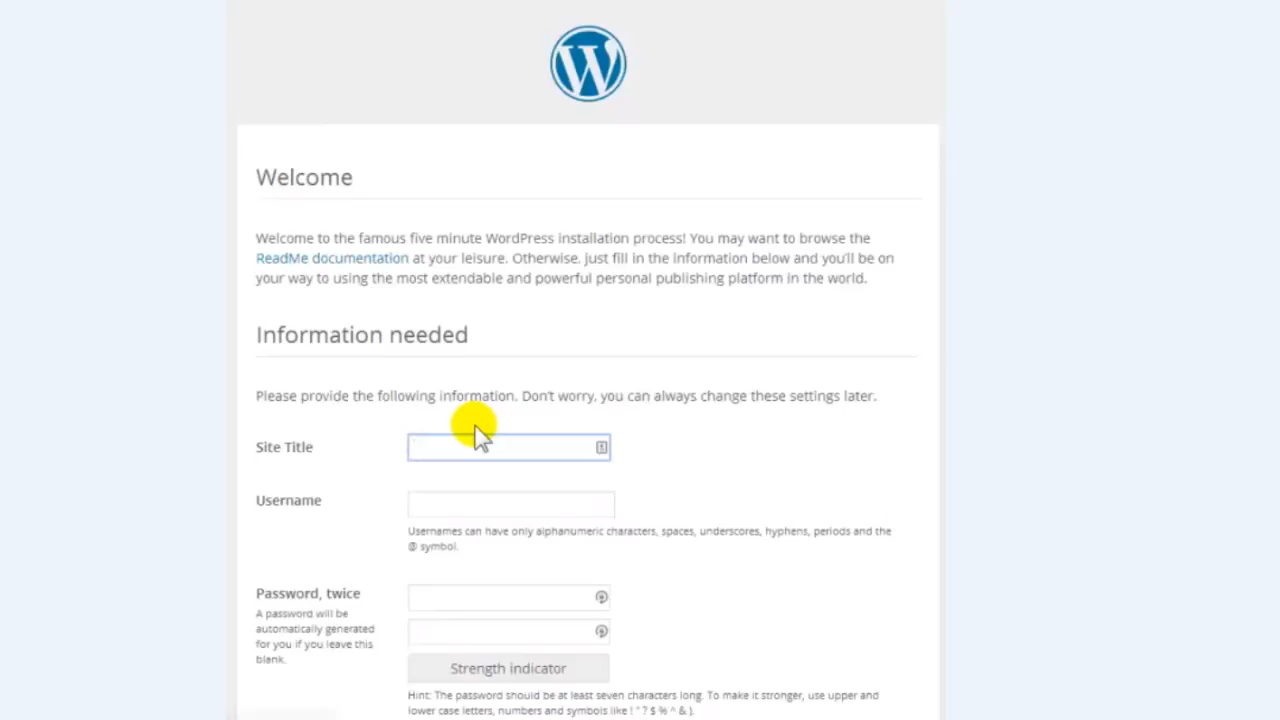 W
Welcome
Welcome to the famous five minute WordPress installation process! You may want to browse the
ReadMe documentation at your leisure. Otherwise, just fill in the information below and you'll be on
your way to using the most extendable and powerful personal publishing platform in the world.
Information needed
Please provide the following information. Don't worry, you can always change these settings later.
Site Title
Username
Usernames can have only alphanumeric characters, spaces, underscores, hyphens, periods and the
@ symbol.
Password, twice
A password will be
automatically generated
for you if you leave this
blank.
Strength indicator
Hint: The password should be at least seven characters long. To make it stronger, use upper and
lower case letters, numbers and symbols like ! " ? $ % ^ & ).